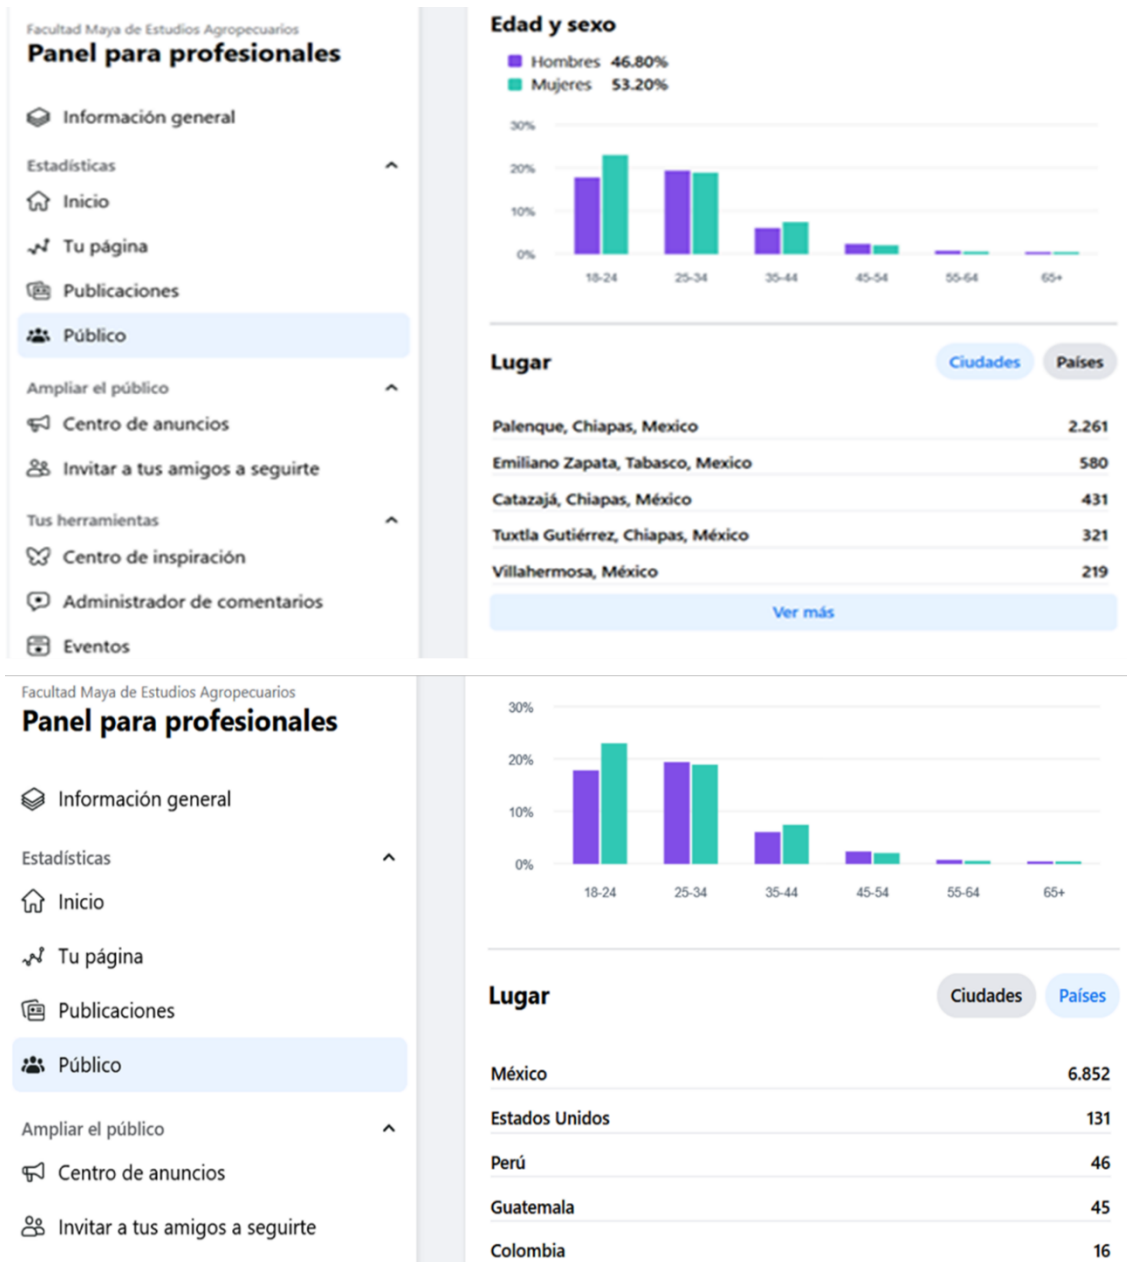 Facultad Maya de Estudios Agropecuarios
Panel para profesionales
Información general
Estadísticas
Inicio
Tu página
Publicaciones
Público
Ampliar el público
Centro de anuncios
Invitar a tus amigos a seguirte
Tus herramientas
Centro de inspiración
Administrador de comentarios
Eventos
Edad y sexo
Hombres 46.80%
Mujeres 53.20%
30%
20%
10%
0%
18-24 25-34 35-44 45-54 55-64 65+
Lugar
Ciudades Países
Palenque, Chiapas, Mexico 2.261
Emiliano Zapata, Tabasco, Mexico 580
Catazajá, Chiapas, México 431
Tuxtla Gutiérrez, Chiapas, México 321
Villahermosa, México 219
Ver más
Facultad Maya de Estudios Agropecuarios
Panel para profesionales
Información general
Estadísticas
Inicio
Tu página
Publicaciones
Público
Ampliar el público
Centro de anuncios
Invitar a tus amigos a seguirte
30%
20%
10%
0%
18-24 25-34 35-44 45-54 55-64 65+
Lugar
Ciudades Países
México 6.852
Estados Unidos 131
Perú 46
Guatemala 45
Colombia 16